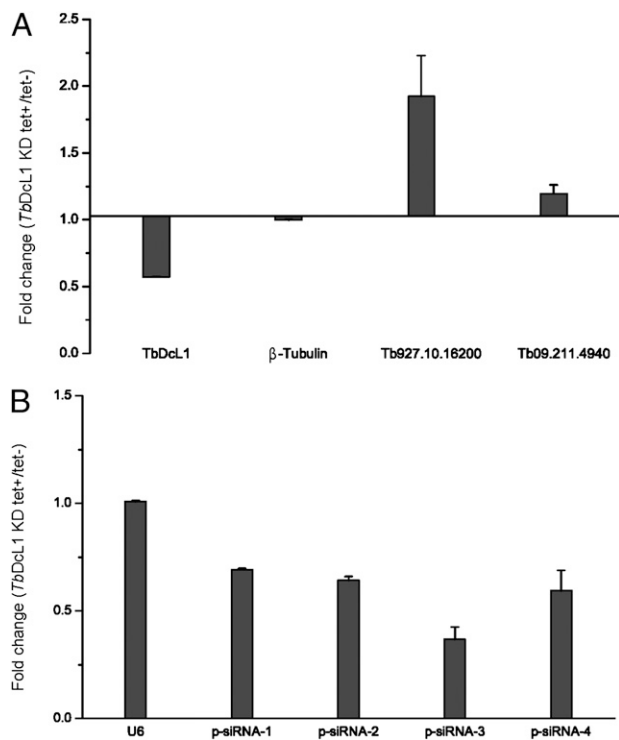 A
Fold change (TbDcL1 KD tet+/tet-)
2.5
2.0
1.5
1.0
0.5
0.0
TbDcL1 β-Tubulin Tb927.10.16200 Tb09.211.4940
B
Fold change (TbDcL1 KD tet+/tet-)
1.5
1.0
0.5
0.0
U6 p-siRNA-1 p-siRNA-2 p-siRNA-3 p-siRNA-4